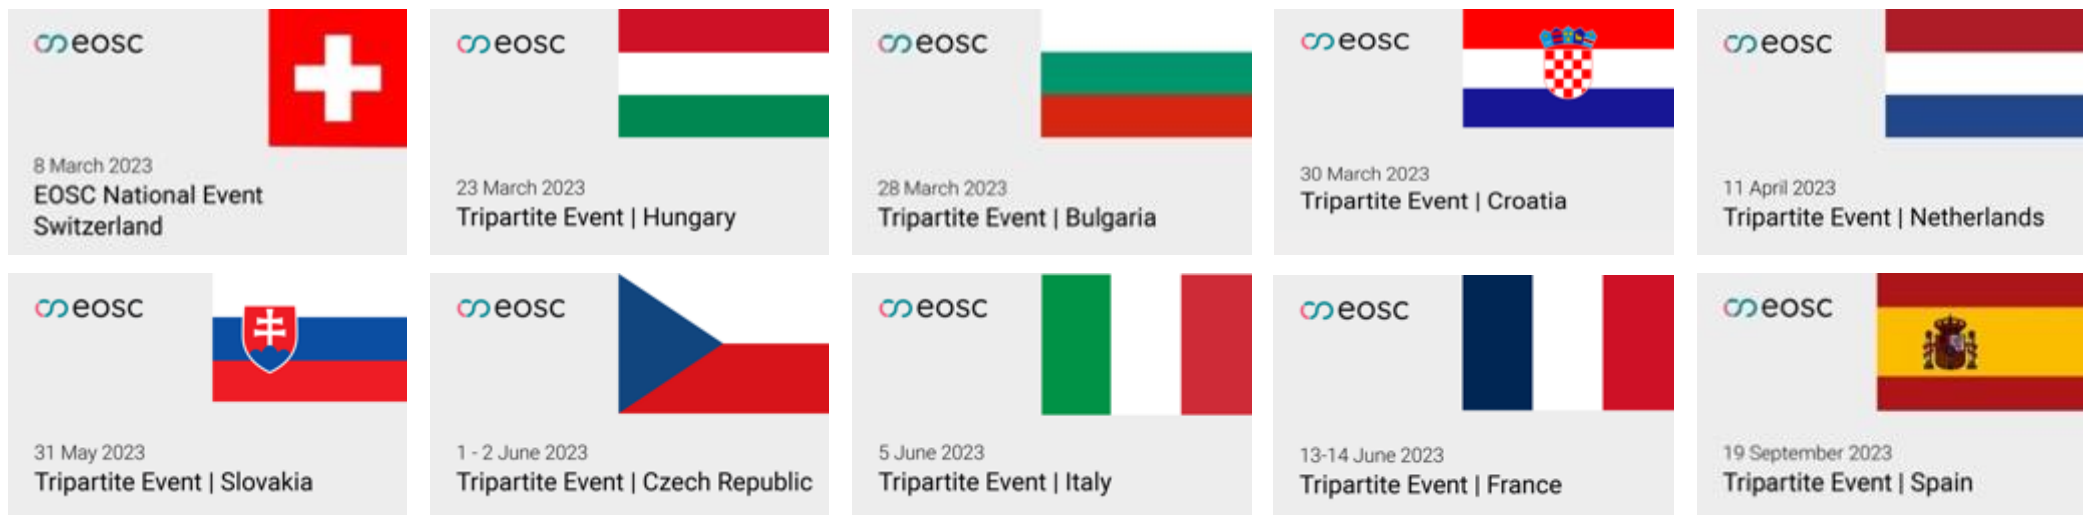 eosc
8 March 2023
EOSC National Event
Switzerland
eosc
23 March 2023
Tripartite Event | Hungary
eosc
28 March 2023
Tripartite Event | Bulgaria
eosc
30 March 2023
Tripartite Event | Croatia
eosc
11 April 2023
Tripartite Event | Netherlands
eosc
31 May 2023
Tripartite Event | Slovakia
eosc
1 - 2 June 2023
Tripartite Event | Czech Republic
eosc
5 June 2023
Tripartite Event | Italy
eosc
13-14 June 2023
Tripartite Event | France
eosc
19 September 2023
Tripartite Event | Spain